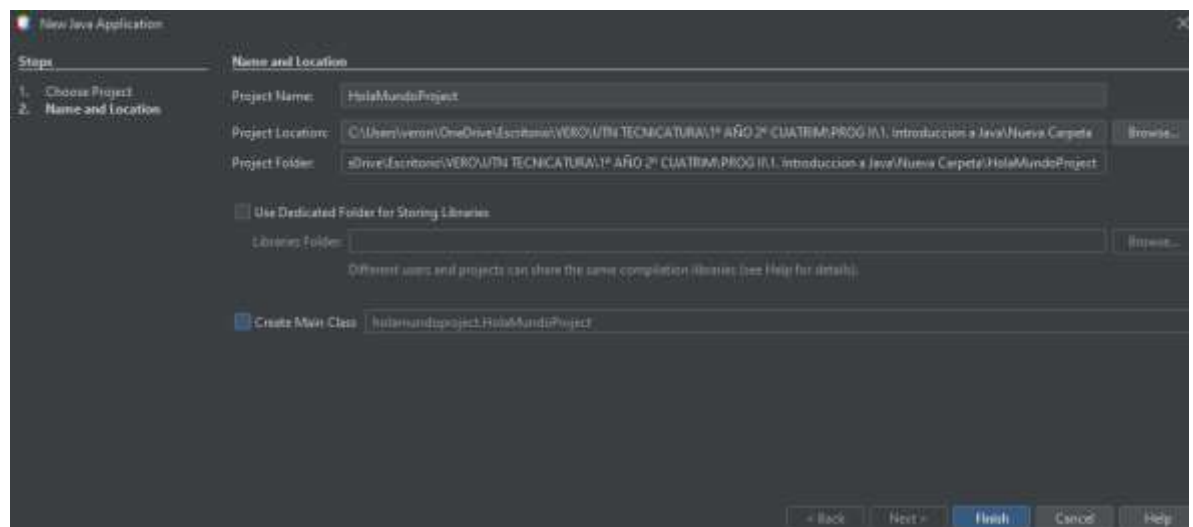 New Java Application
Steps
1. Choose Project
2. Name and Location
Name and Location
Project Name: HolaMundoProject
Project Location: C:\Users\veron\OneDrive\Escritorio\VERO\UTN TECNICATURA\1º AÑO 2º CUATRIM\PROG II\1. Introduccion a Java\Nueva Carpeta Browse...
Project Folder: eDrive\Escritorio\VERO\UTN TECNICATURA\1º AÑO 2º CUATRIM\PROG II\1. Introduccion a Java\Nueva Carpeta\HolaMundoProject
Use Dedicated Folder for Storing Libraries
Libraries Folder: Browse...
Different users and projects can share the same compilation libraries (see Help for details).
Create Main Class holamundoproject.HolaMundoProject
< Back Next > Finish Cancel Help